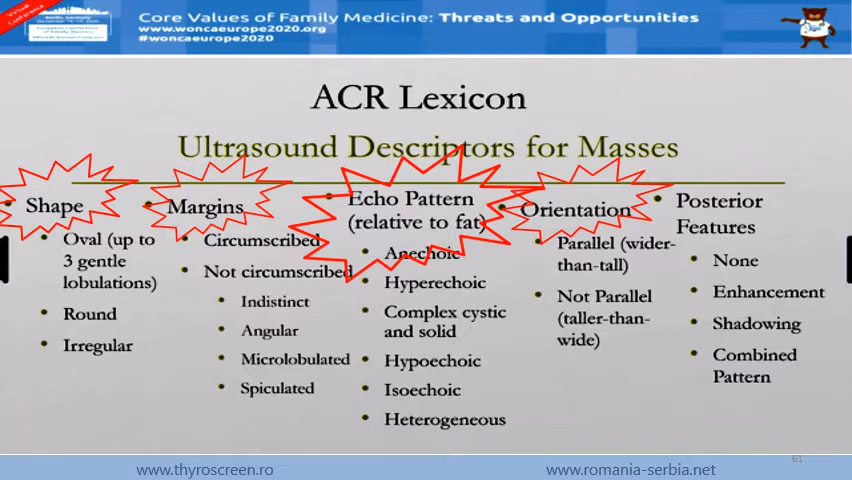 Virtual
Conference
Core Values of Family Medicine: Threats and Opportunities
www.woncaeurope2020.org
#woncaeurope2020
ACR Lexicon
Ultrasound Descriptors for Masses
• Shape
• Oval (up to
3 gentle
lobulations)
• Round
• Irregular
• Margins
• Circumscribed
• Not circumscribed
• Indistinct
• Angular
• Microlobulated
• Spiculated
• Echo Pattern
(relative to fat)
• Anechoic
• Hyperechoic
• Complex cystic
and solid
• Hypoechoic
• Isoechoic
• Heterogeneous
• Orientation
• Parallel (wider-
than-tall)
• Not Parallel
(taller-than-
wide)
• Posterior
Features
• None
• Enhancement
• Shadowing
• Combined
Pattern
61
www.thyroscreen.ro
www.romania-serbia.net